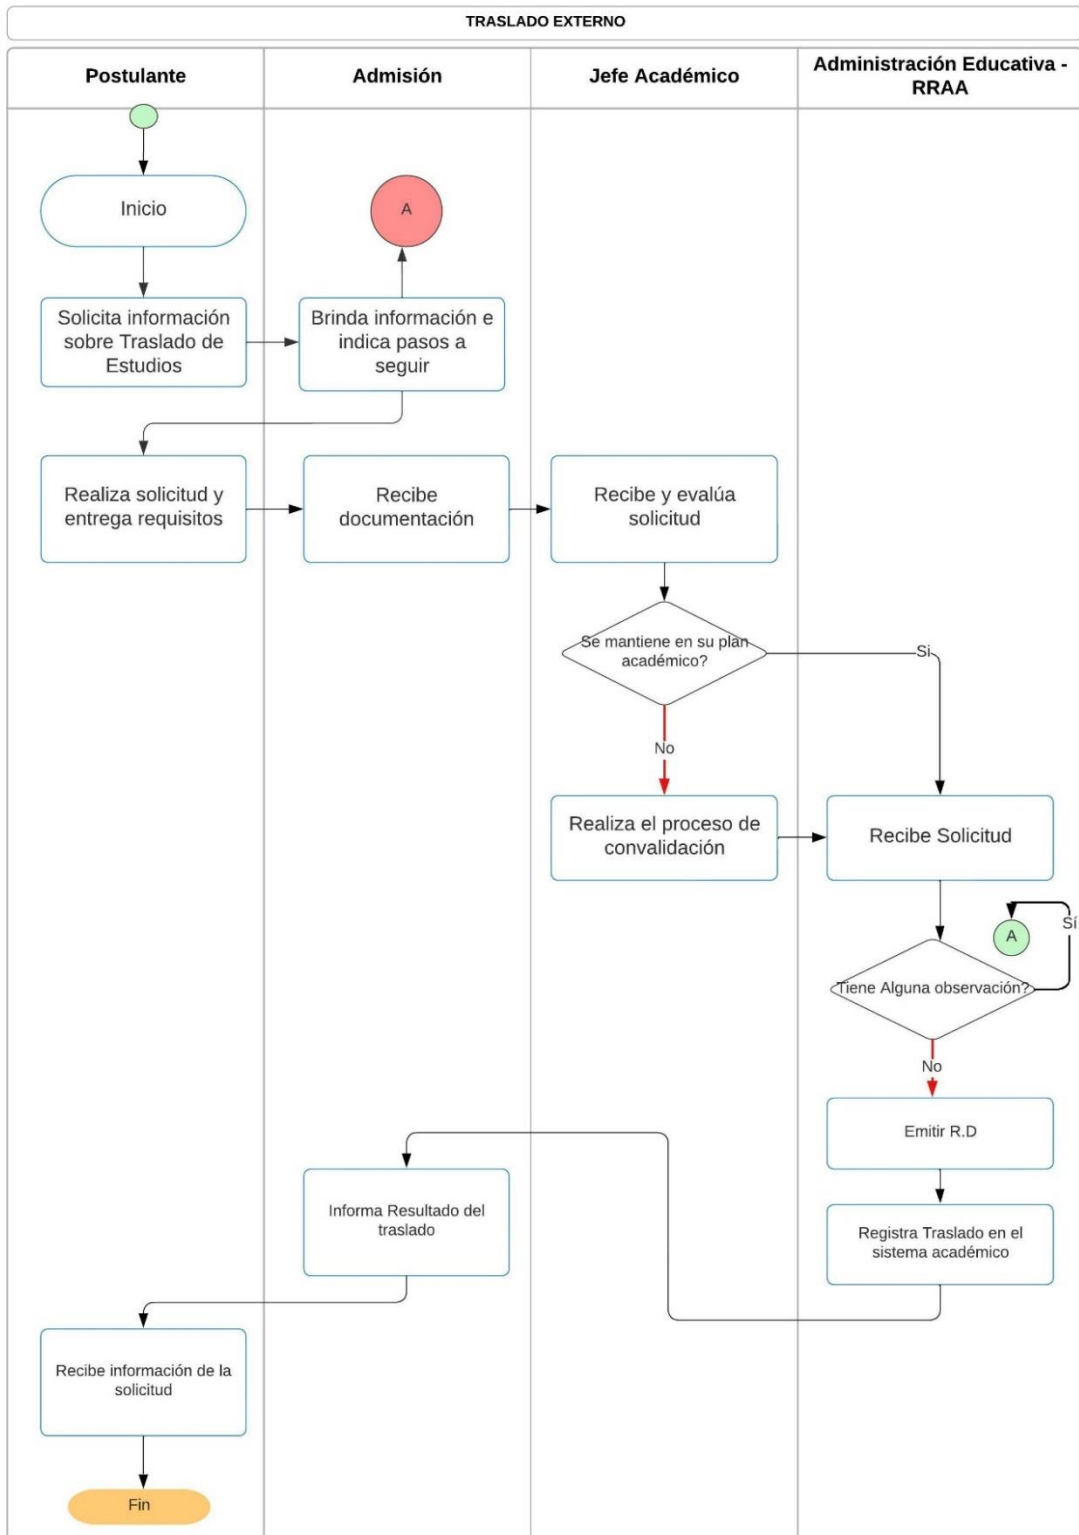 TRASLADO EXTERNO
Postulante
Admisión
Jefe Académico
Administración Educativa -
RRAA
Inicio
A
Solicita información
sobre Traslado de
Estudios
Brinda información e
indica pasos a
seguir
Realiza solicitud y
entrega requisitos
Recibe
documentación
Recibe y evalúa
solicitud
Se mantiene en su plan
académico?
Si
No
Realiza el proceso de
convalidación
Recibe Solicitud
A
Sí
Tiene Alguna observación?
No
Emitir R.D
Informa Resultado del
traslado
Registra Traslado en el
sistema académico
Recibe información de la
solicitud
Fin